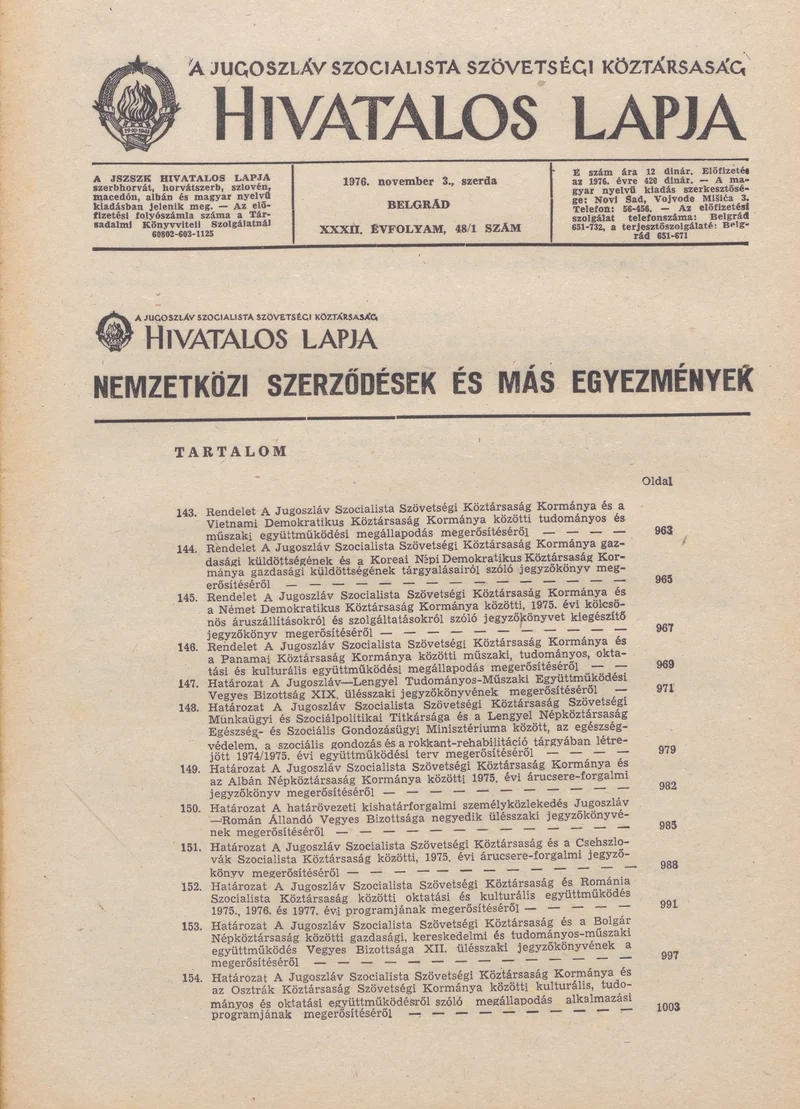 A JUGOSZLÁV SZOCIALISTA SZÖVETSÉGI KÖZTÁRSASÁG
HIVATALOS LAPJA
A JSZSZK HIVATALOS LAPJA
szerbhorvát, horvátszerb, szlovén,
macedón, albán és magyar nyelvű
kiadásban jelenik meg. — Az elő-
fizetési folyószámla száma a Tár-
sadalmi Könyvviteli Szolgálatnál
60802-603-1125
1976. november 3., szerda
BELGRÁD
XXXII. ÉVFOLYAM, 48/1 SZÁM
E szám ára 12 dinár. Előfizetés
az 1976. évre 420 dinár. — A ma-
gyar nyelvű kiadás szerkesztősé-
ge: Novi Sad, Vojvode Mišića 3.
Telefon: 56-456. — Az előfizetési
szolgálat telefonszáma: Belgrád
651-732, a terjesztőszolgálaté: Belg-
rád 651-671
A JUGOSZLÁV SZOCIALISTA SZÖVETSÉGI KÖZTÁRSASÁG
HIVATALOS LAPJA
NEMZETKÖZI SZERZŐDÉSEK ÉS MÁS EGYEZMÉNYEK
TARTALOM
Oldal
143. Rendelet A Jugoszláv Szocialista Szövetségi Köztársaság Kormánya és a
Vietnami Demokratikus Köztársaság Kormánya közötti tudományos és
műszaki együttműködési megállapodás megerősítéséről — — — — 963
144. Rendelet A Jugoszláv Szocialista Szövetségi Köztársaság Kormánya gaz-
dasági küldöttségének és a Koreai Népi Demokratikus Köztársaság Kor-
mánya gazdasági küldöttségének tárgyalásairól szóló jegyzőkönyv meg-
erősítéséről — — — — — — — — — — — — — — 965
145. Rendelet A Jugoszláv Szocialista Szövetségi Köztársaság Kormánya és
a Német Demokratikus Köztársaság Kormánya közötti, 1975. évi kölcsö-
nös áruszállításokról és szolgáltatásokról szóló jegyzőkönyvet kiegészítő
jegyzőkönyv megerősítéséről — — — — — — — — — — 967
146. Rendelet A Jugoszláv Szocialista Szövetségi Köztársaság Kormánya és
a Panamai Köztársaság Kormánya közötti műszaki, tudományos, okta-
tási és kulturális együttműködési megállapodás megerősítéséről — — 969
147. Határozat A Jugoszláv—Lengyel Tudományos-Műszaki Együttműködési
Vegyes Bizottság XIX. ülésszaki jegyzőkönyvének megerősítéséről — 971
148. Határozat A Jugoszláv Szocialista Szövetségi Köztársaság Szövetségi
Munkaügyi és Szociálpolitikai Titkársága és a Lengyel Népköztársaság
Egészség- és Szociális Gondozásügyi Minisztériuma között, az egészség-
védelem, a szociális gondozás és a rokkant-rehabilitáció tárgyában létre-
jött 1974/1975. évi együttműködési terv megerősítéséről — — — — 979
149. Határozat A Jugoszláv Szocialista Szövetségi Köztársaság Kormánya és
az Albán Népköztársaság Kormánya közötti 1975. évi árucsere-forgalmi
jegyzőkönyv megerősítéséről — — — — — — — — — — 982
150. Határozat A határövezeti kishatárforgalmi személyközlekedés Jugoszláv
—Román Állandó Vegyes Bizottsága negyedik ülésszaki jegyzőkönyvé-
nek megerősítéséről — — — — — — — — — — — — 985
151. Határozat A Jugoszláv Szocialista Szövetségi Köztársaság és a Csehszlo-
vák Szocialista Köztársaság közötti, 1975. évi árucsere-forgalmi jegyző-
könyv megerősítéséről — — — — — — — — — — — — 988
152. Határozat A Jugoszláv Szocialista Szövetségi Köztársaság és Románia
Szocialista Köztársaság közötti oktatási és kulturális együttműködés
1975., 1976. és 1977. évi programjának megerősítéséről — — — — — 991
153. Határozat A Jugoszláv Szocialista Szövetségi Köztársaság és a Bolgár
Népköztársaság közötti gazdasági, kereskedelmi és tudományos-műszaki
együttműködés Vegyes Bizottsága XII. ülésszaki jegyzőkönyvének a
megerősítéséről — — — — — — — — — — — — — 997
154. Határozat A Jugoszláv Szocialista Szövetségi Köztársaság Kormánya és
az Osztrák Köztársaság Szövetségi Kormánya közötti kulturális, tudo-
mányos és oktatási együttműködésről szóló megállapodás alkalmazási
programjának megerősítéséről — — — — — — — — — 1003